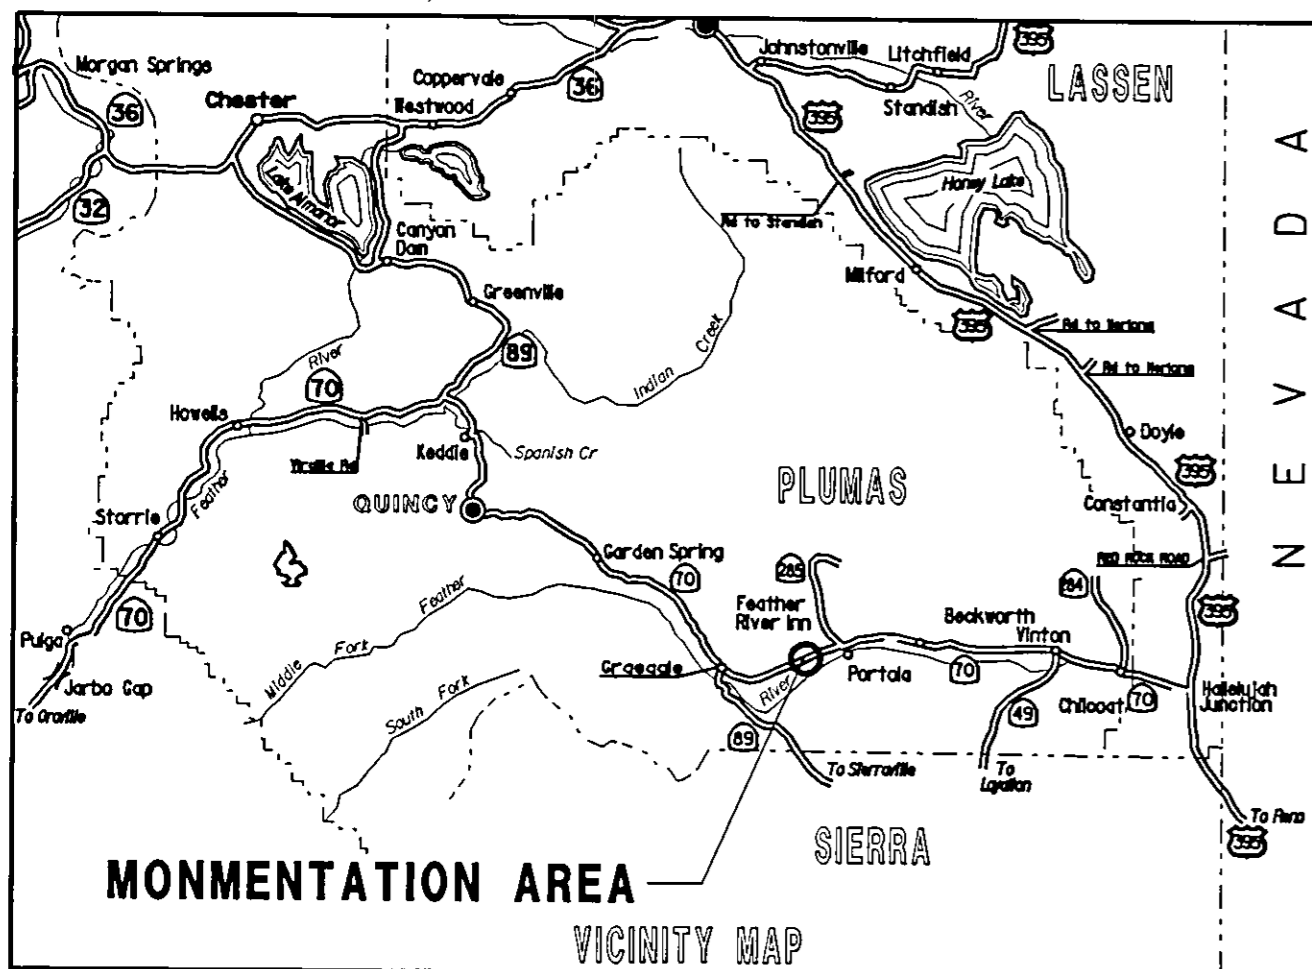 Johnstonville
Litchfield
395
LASSEN
Morgan Springs
Coppervale
36
36
Chester
Westwood
395
Standish
River
NEVADA
32
Lake Almanor
Honey Lake
Rd to Standish
Canyon
Dam
Milford
Greenville
395
Rd to Herlong
89
Creek
River
70
Indian
Rd to Herlong
Howells
Doyle
Keddie
Spanish Cr
395
PLUMAS
QUINCY
Feather
Constantia
Storrie
Garden Spring
285
RED ROCK ROAD
70
284
Feather
River Inn
Feather
Beckworth
Vinton
395
70
Pulga
Fork
Middle
Graeagle
Portola
70
Jarbo Gap
Fork
River
Hallelujah
Junction
South
49
Chilcoot
70
To Oroville
89
To Sierraville
To
Loyalton
To Reno
SIERRA
395
MONMENTATION AREA
VICINITY MAP